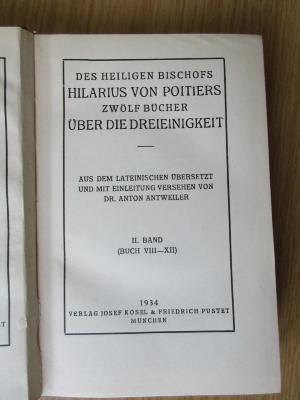 DES HEILIGEN BISCHOFS
HILARIUS VON POITIERS
ZWÖLF BÜCHER
ÜBER DIE DREIEINIGKEIT
AUS DEM LATEINISCHEN ÜBERSETZT
UND MIT EINLEITUNG VERSEHEN VON
DR. ANTON ANTWEILER
II. BAND
(BUCH VIII—XII)
1934
VERLAG JOSEF KÖSEL & FRIEDRICH PUSTET
MÜNCHEN